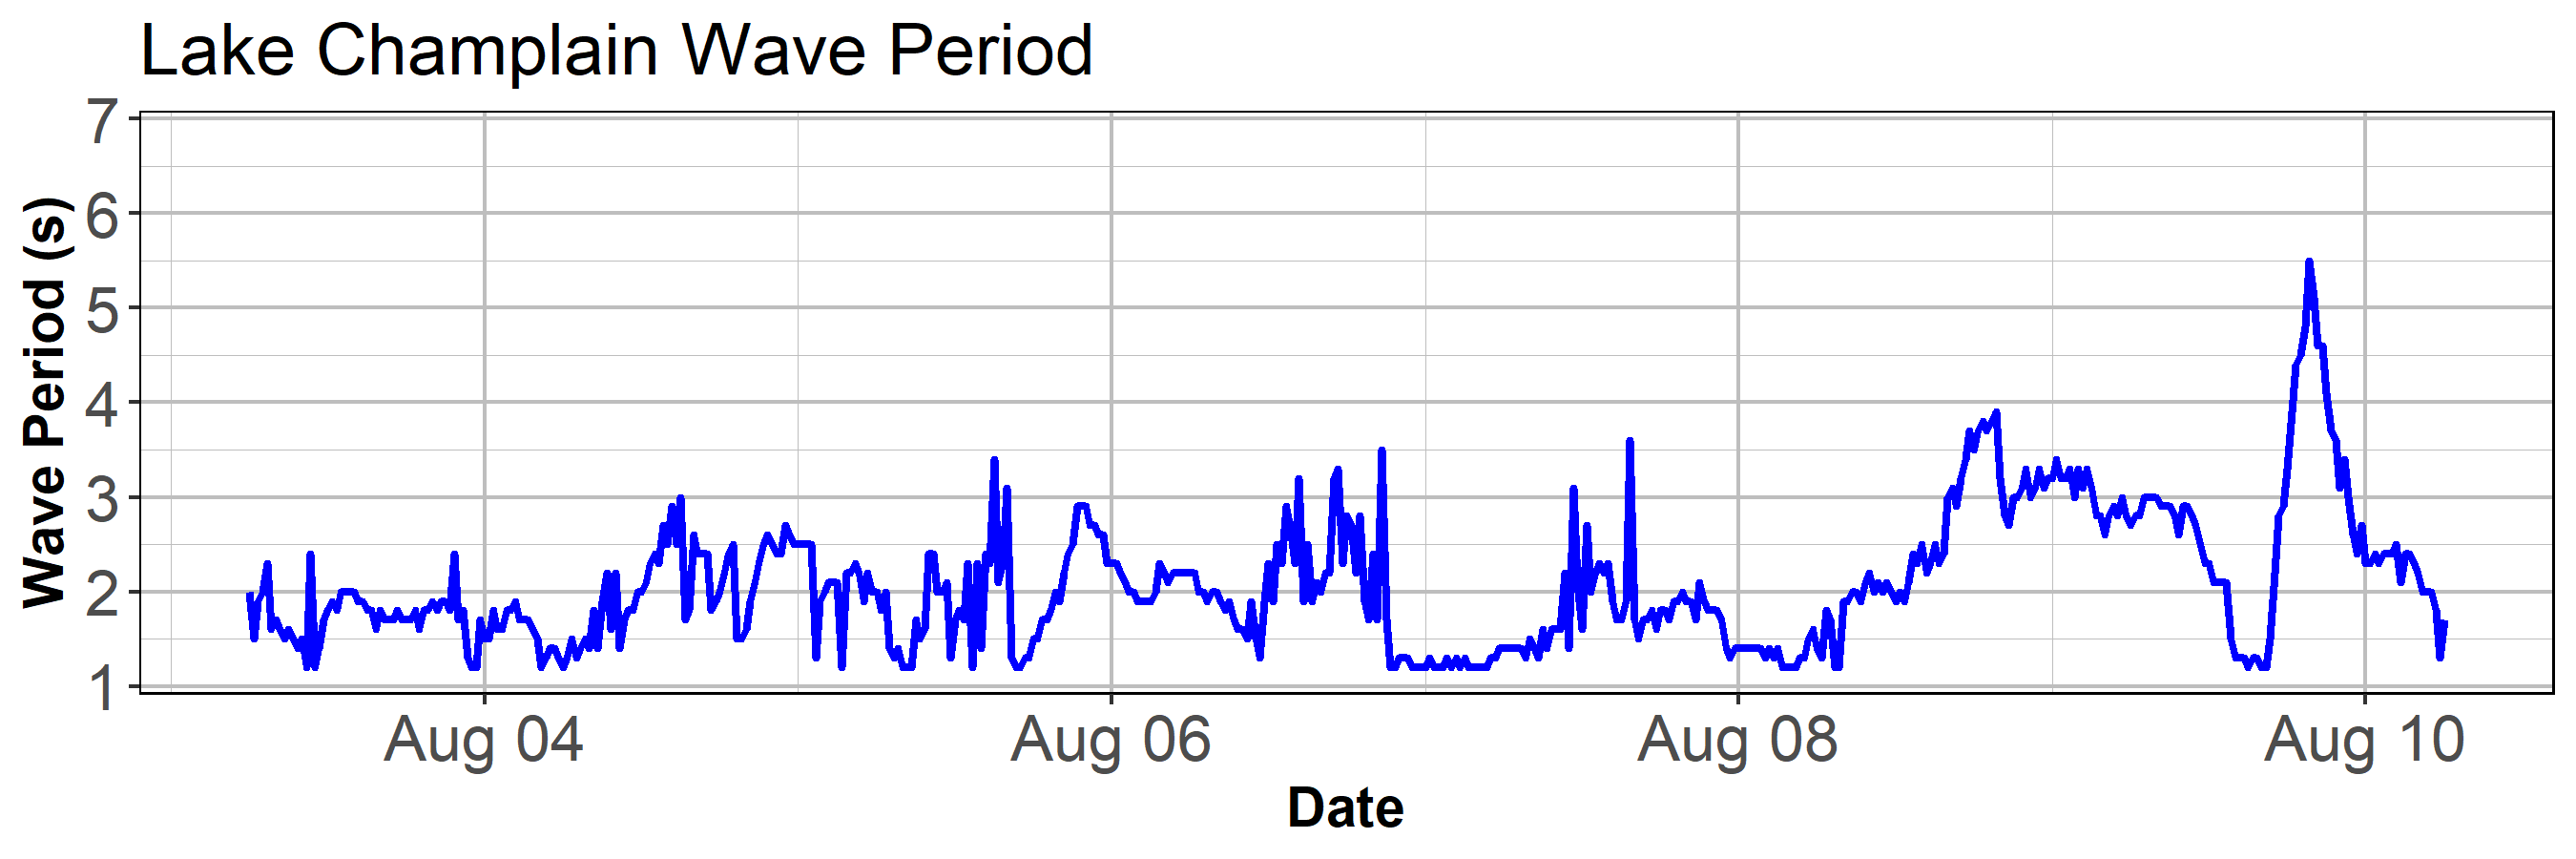 Lake Champlain Wave Period
Wave Period (s)
7
6
5
4
3
2
1
Aug 04
Aug 06
Aug 08
Aug 10
Date